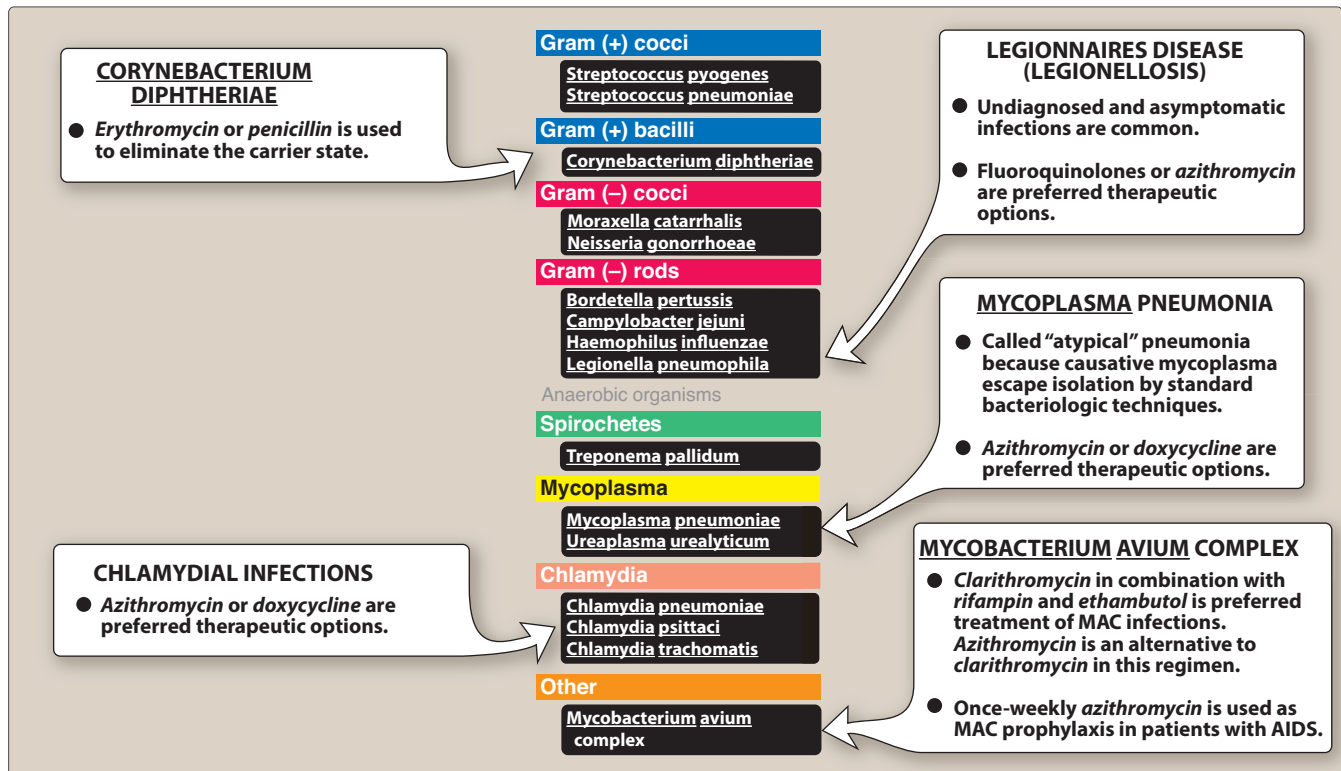 CORYNEBACTERIUM
DIPHTHERIAE
● Erythromycin or penicillin is used
to eliminate the carrier state.
Gram (+) cocci
Streptococcus pyogenes
Streptococcus pneumoniae
Gram (+) bacilli
Corynebacterium diphtheriae
Gram (–) cocci
Moraxella catarrhalis
Neisseria gonorrhoeae
Gram (–) rods
Bordetella pertussis
Campylobacter jejuni
Haemophilus influenzae
Legionella pneumophila
Anaerobic organisms
Spirochetes
Treponema pallidum
Mycoplasma
Mycoplasma pneumoniae
Ureaplasma urealyticum
Chlamydia
Chlamydia pneumoniae
Chlamydia psittaci
Chlamydia trachomatis
Other
Mycobacterium avium
complex
LEGIONNAIRES DISEASE
(LEGIONELLOSIS)
● Undiagnosed and asymptomatic
infections are common.
● Fluoroquinolones or azithromycin
are preferred therapeutic
options.
MYCOPLASMA PNEUMONIA
● Called “atypical” pneumonia
because causative mycoplasma
escape isolation by standard
bacteriologic techniques.
● Azithromycin or doxycycline are
preferred therapeutic options.
CHLAMYDIAL INFECTIONS
● Azithromycin or doxycycline are
preferred therapeutic options.
MYCOBACTERIUM AVIUM COMPLEX
● Clarithromycin in combination with
rifampin and ethambutol is preferred
treatment of MAC infections.
Azithromycin is an alternative to
clarithromycin in this regimen.
● Once-weekly azithromycin is used as
MAC prophylaxis in patients with AIDS.